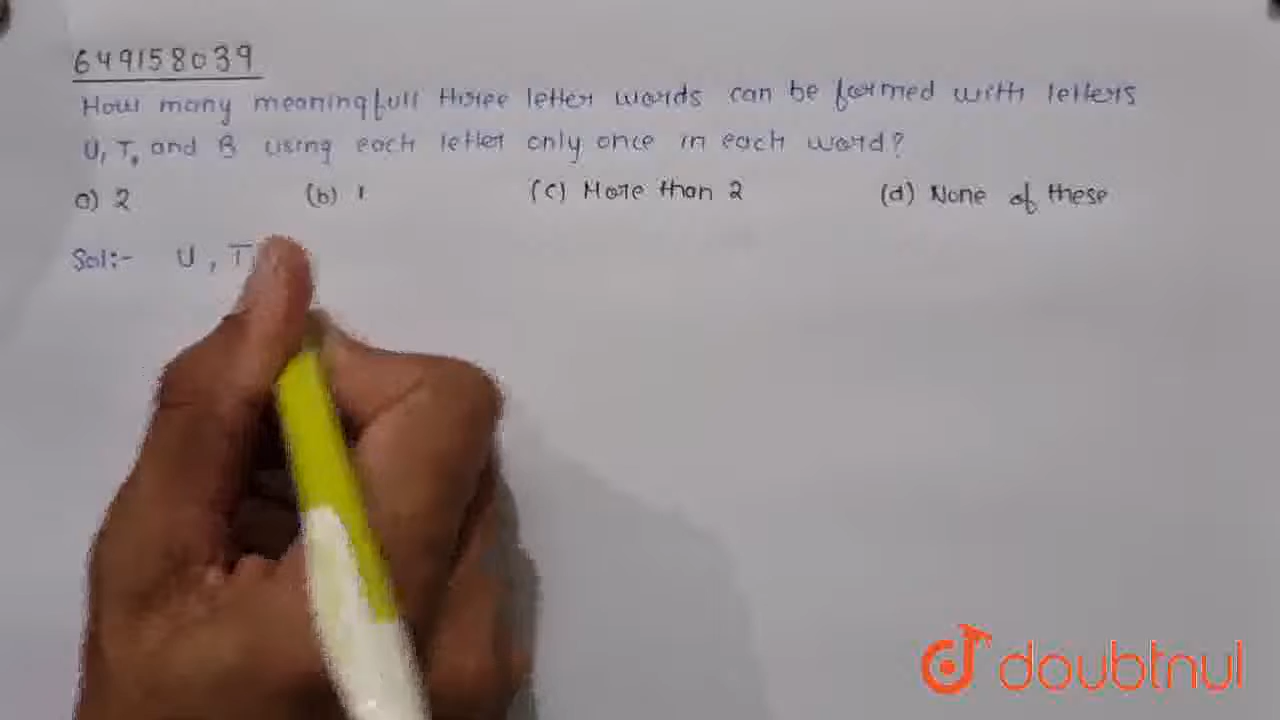 649158039
How many meaningfull three letter words can be formed with letters
U, T, and B using each letter only once in each word?
a) 2 (b) 1 (c) More than 2 (d) None of these
Sol:- U, T
doubtnut